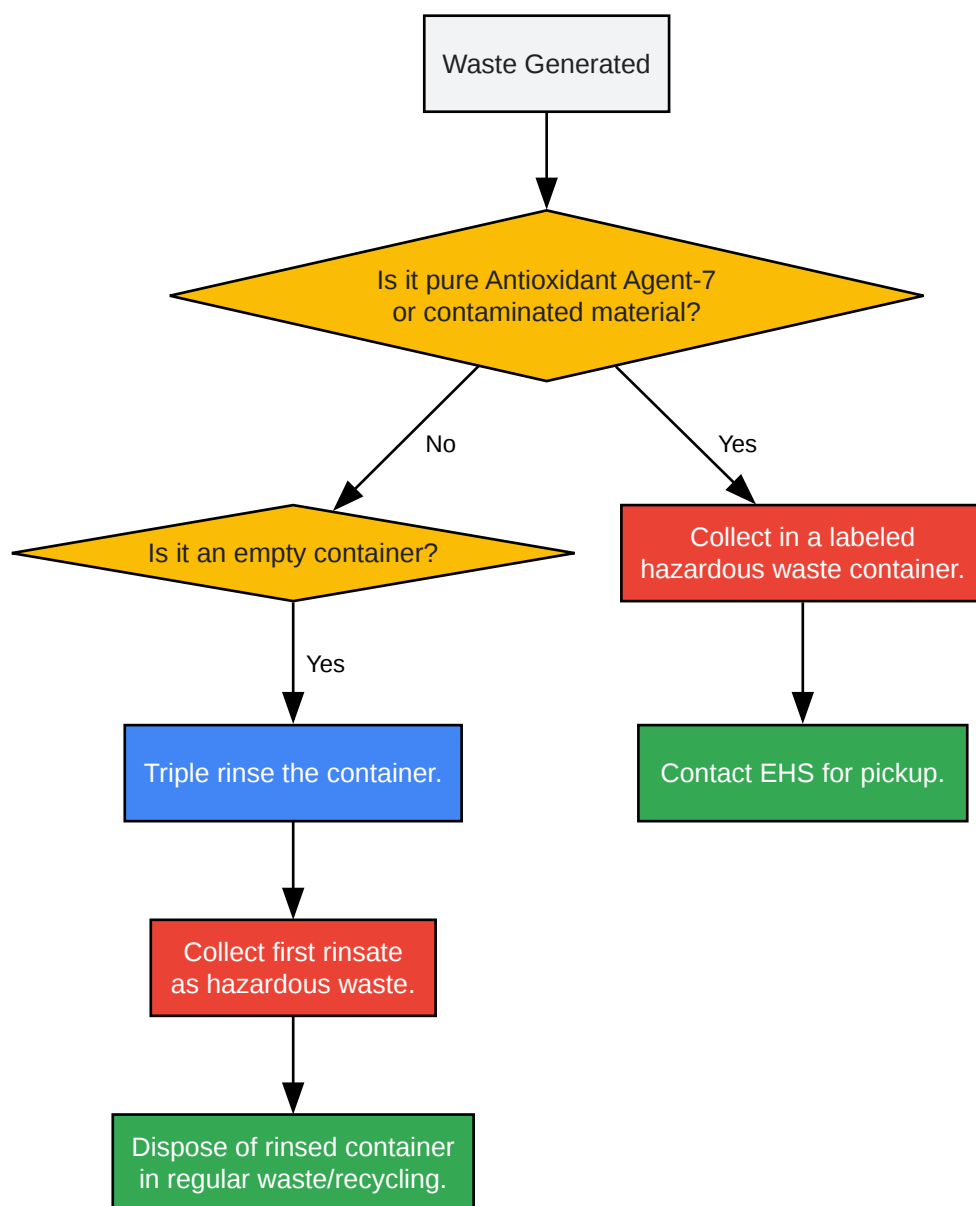 Waste Generated
Is it pure Antioxidant Agent-7
or contaminated material?
No
Yes
Is it an empty container?
Collect in a labeled
hazardous waste container.
Yes
Triple rinse the container.
Contact EHS for pickup.
Collect first rinsate
as hazardous waste.
Dispose of rinsed container
in regular waste/recycling.